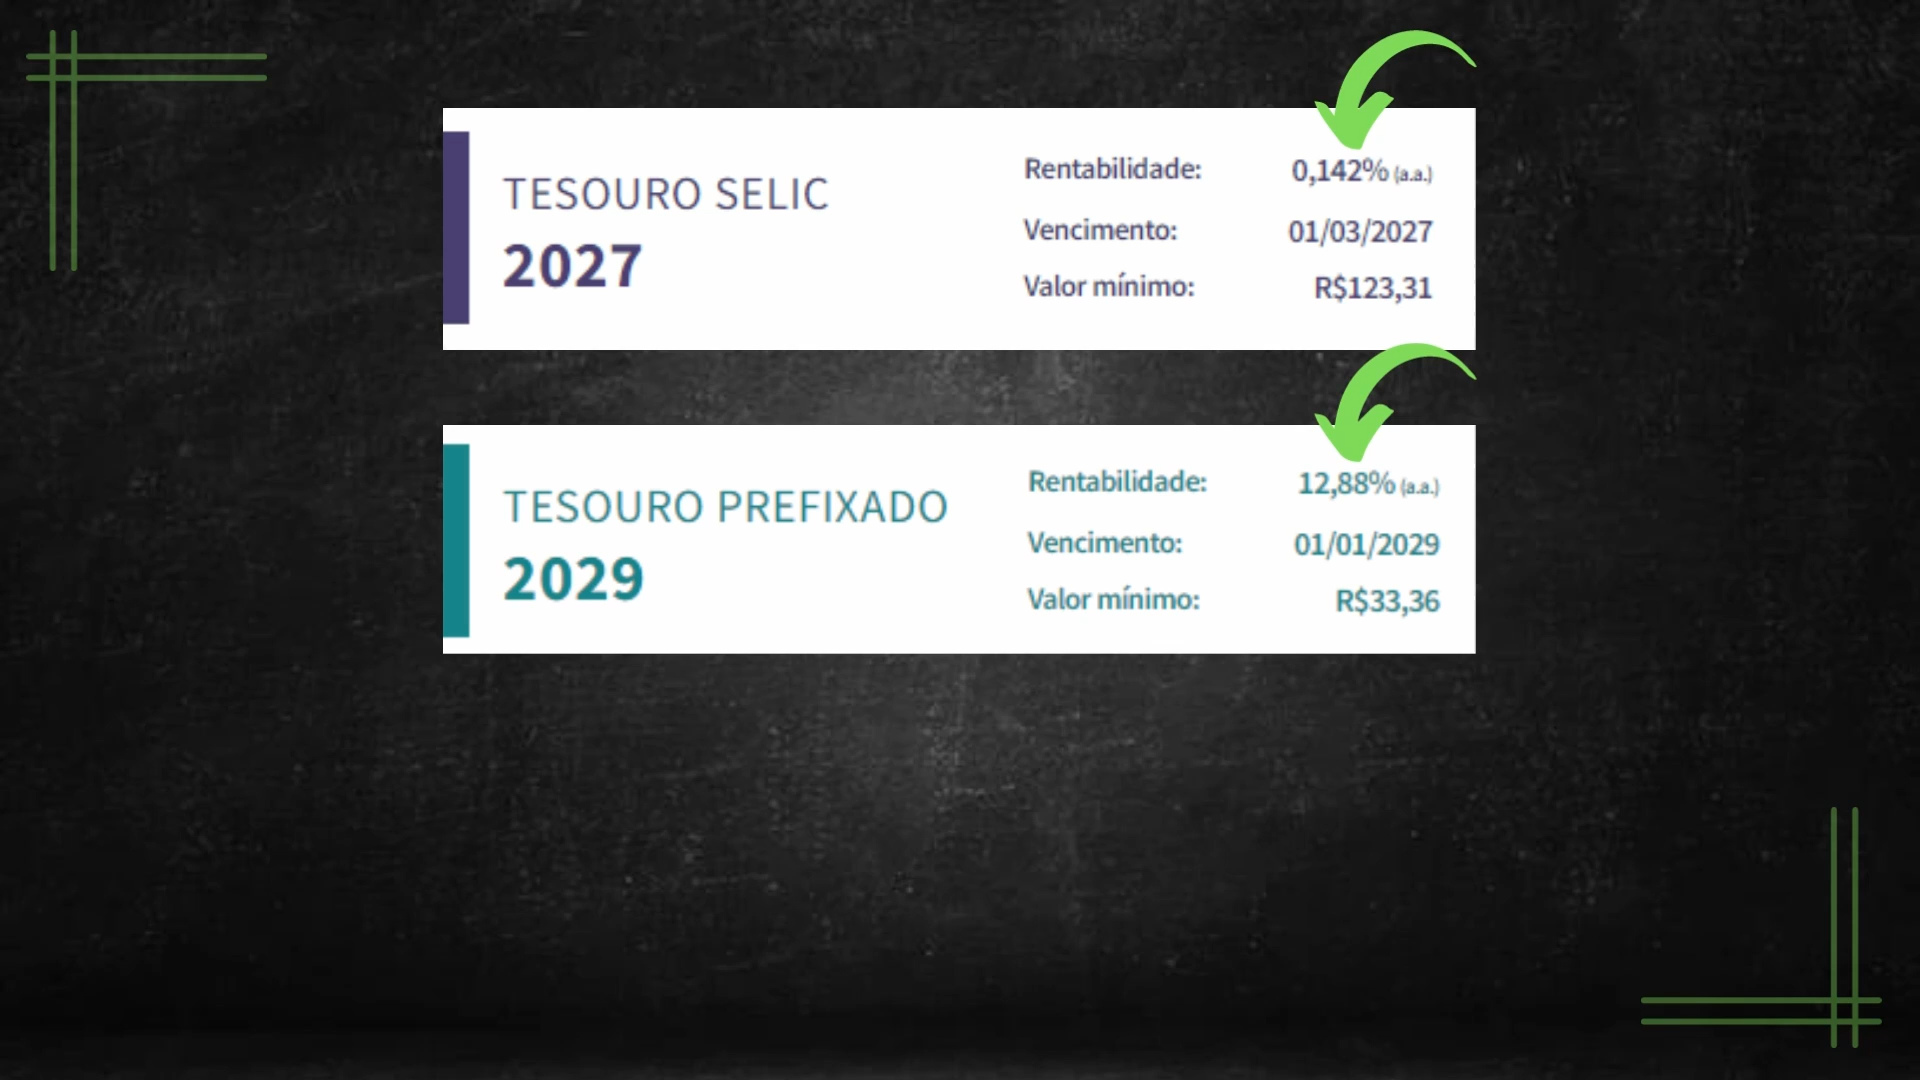 TESOURO SELIC
2027
Rentabilidade: 0,142% (a.a.)
Vencimento: 01/03/2027
Valor mínimo: R$123,31
TESOURO PREFIXADO
2029
Rentabilidade: 12,88% (a.a.)
Vencimento: 01/01/2029
Valor mínimo: R$33,36